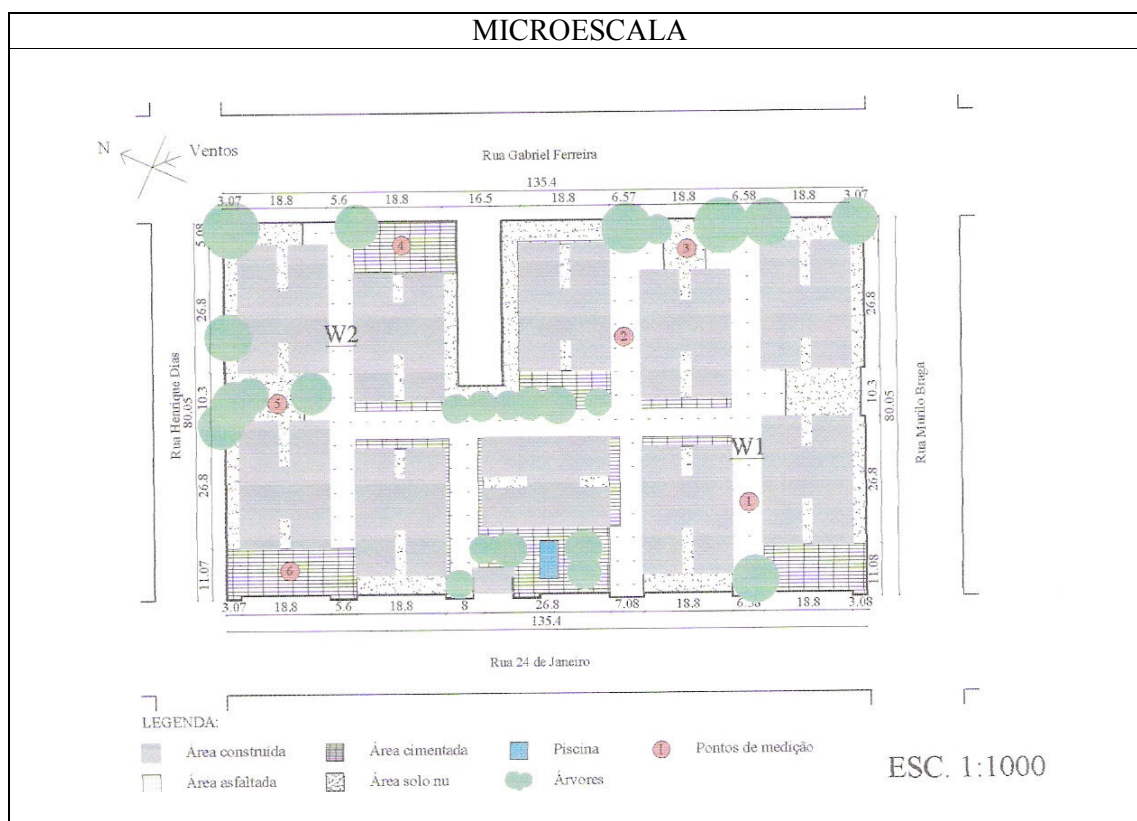 MICROESCALA
N Ventos
Rua Gabriel Ferreira
135.4
3.07 18.8 5.6 18.8 16.5 18.8 6.57 18.8 6.58 18.8 3.07
5.08
26.8
10.3
80.05
26.8
11.07
Rua Henrique Dias
4
3
W2
2
5
W1
1
6
26.8
10.3
80.05
26.8
11.08
Rua Murilo Braga
3.07 18.8 5.6 18.8 8 26.8 7.08 18.8 6.58 18.8 3.08
135.4
Rua 24 de Janeiro
LEGENDA:
Área construída Área cimentada Piscina 1 Pontos de medição
Área asfaltada Área solo nu Árvores
ESC. 1:1000